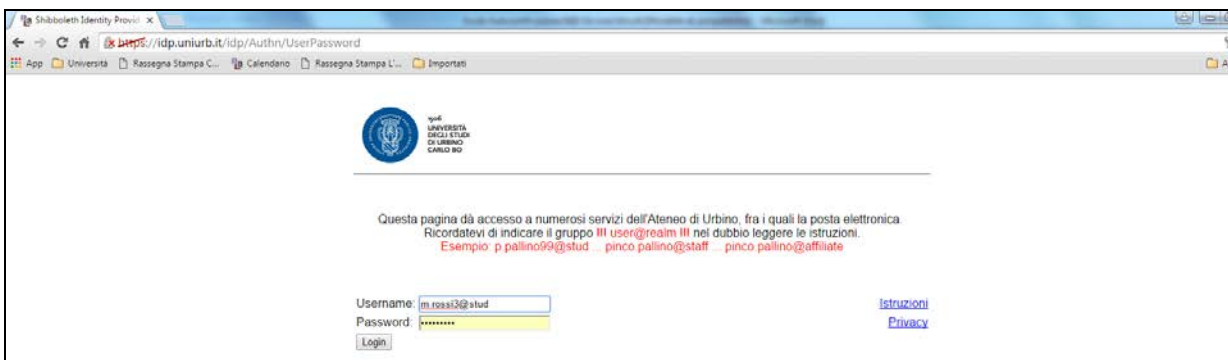 Shibboleth Identity Provid
https://idp.uniurb.it/idp/Authn/UserPassword
App Università Rassegna Stampa C... Calendario Rassegna Stampa L'... Importati
1506
UNIVERSITÀ
DEGLI STUDI
DI URBINO
CARLO BO
Questa pagina dà accesso a numerosi servizi dell'Ateneo di Urbino, fra i quali la posta elettronica.
Ricordatevi di indicare il gruppo !!! user@realm !!! nel dubbio leggere le istruzioni.
Esempio: p.pallino99@stud ... pinco.pallino@staff ... pinco.pallino@affiliate
Username: m.rossi3@stud Istruzioni
Password: ••••••••• Privacy
Login